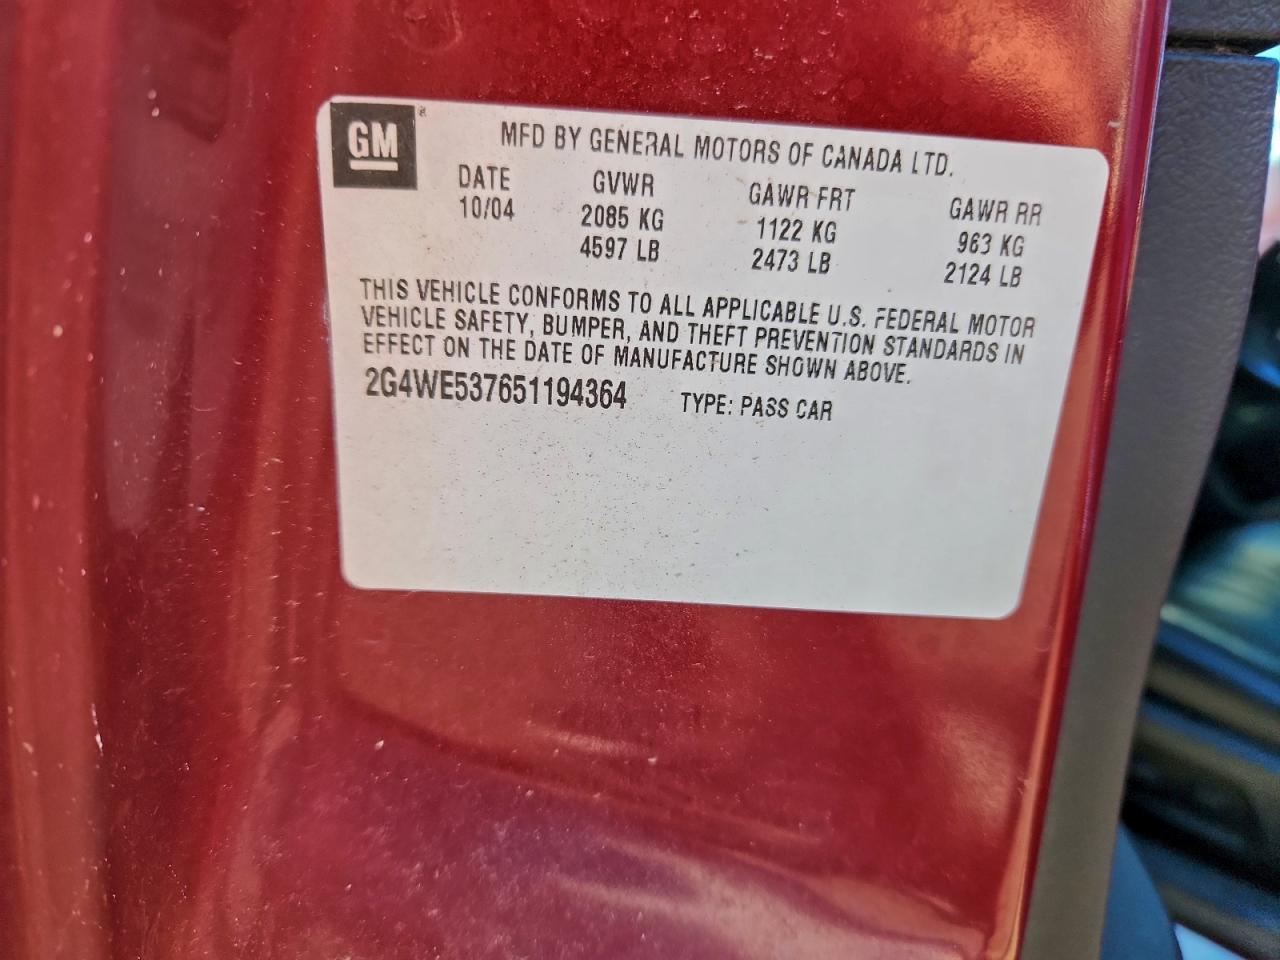 GM
MFD BY GENERAL MOTORS OF CANADA LTD.
DATE GVWR GAWR FRT GAWR RR
10/04 2085 KG 1122 KG 963 KG
4597 LB 2473 LB 2124 LB
THIS VEHICLE CONFORMS TO ALL APPLICABLE U.S. FEDERAL MOTOR
VEHICLE SAFETY, BUMPER, AND THEFT PREVENTION STANDARDS IN
EFFECT ON THE DATE OF MANUFACTURE SHOWN ABOVE.
2G4WE537651194364 TYPE: PASS CAR